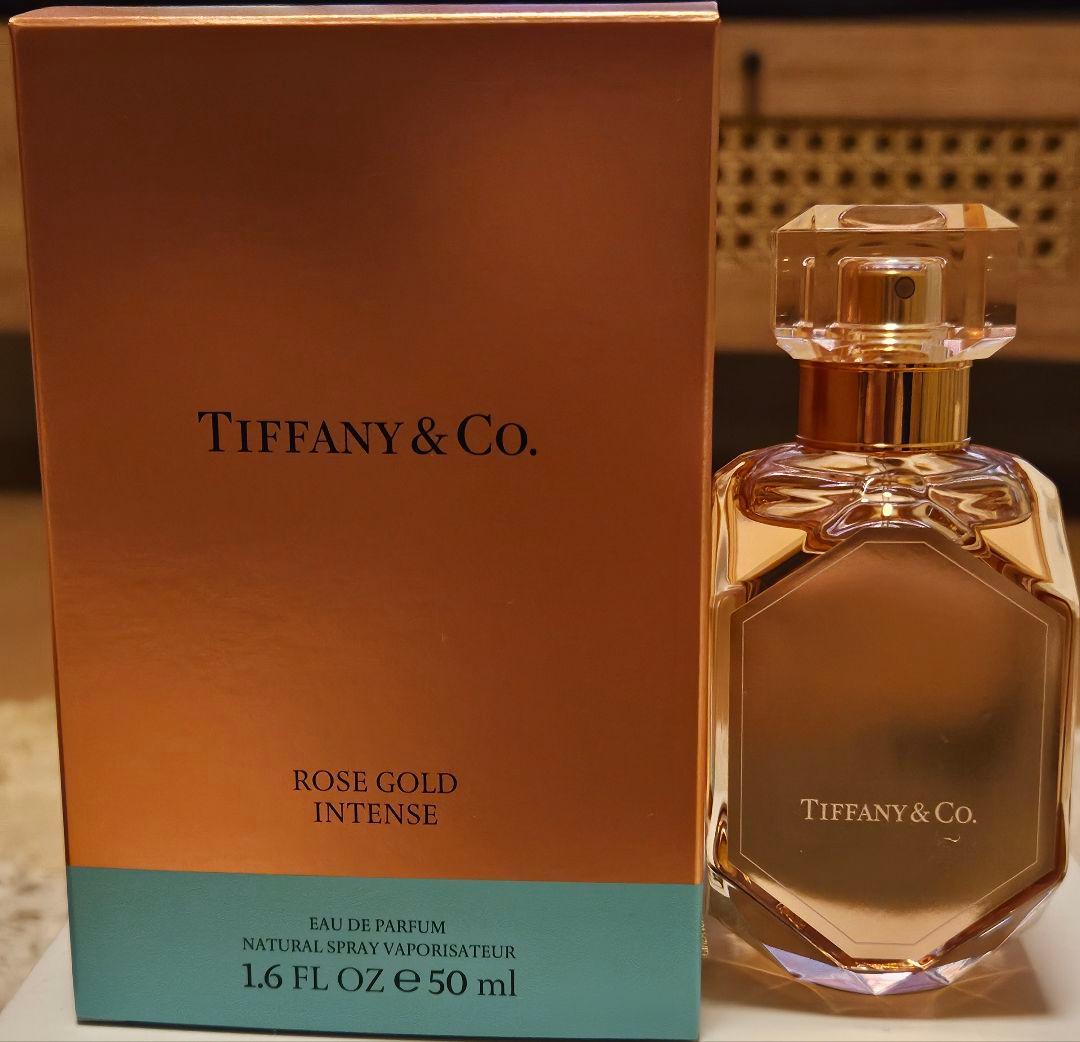 TIFFANY & CO.
ROSE GOLD
INTENSE
EAU DE PARFUM
NATURAL SPRAY VAPORISATEUR
1.6 FL OZ ℮ 50 ml
TIFFANY & CO.